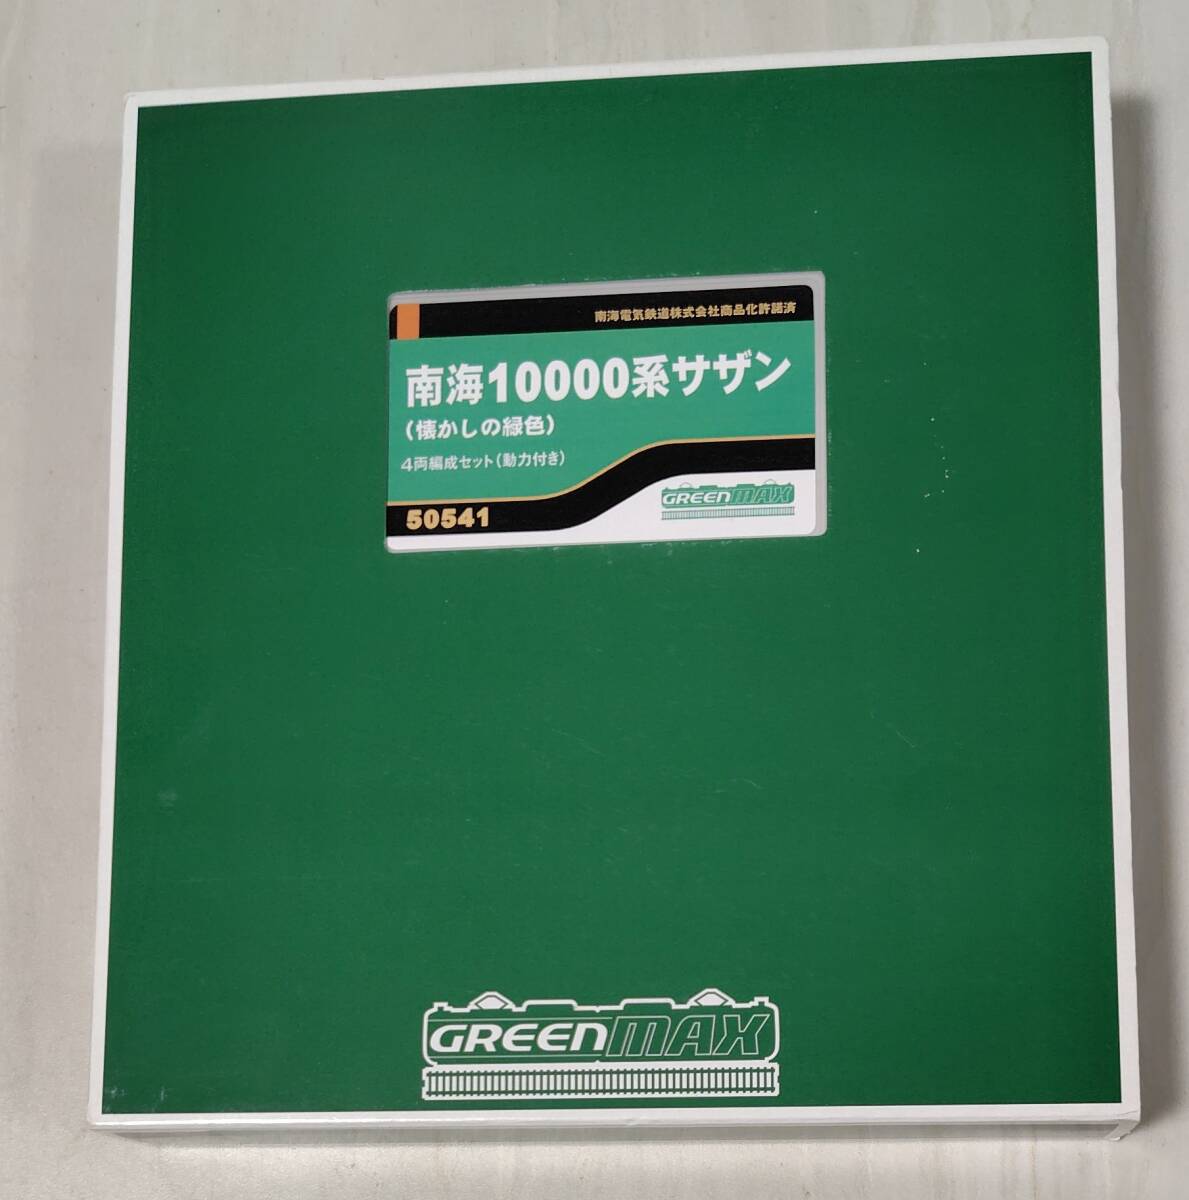 南海電気鉄道株式会社商品化許諾済
南海10000系サザン
(懐かしの緑色)
4両編成セット(動力付き)
50541
GREENMAX
GREENMAX